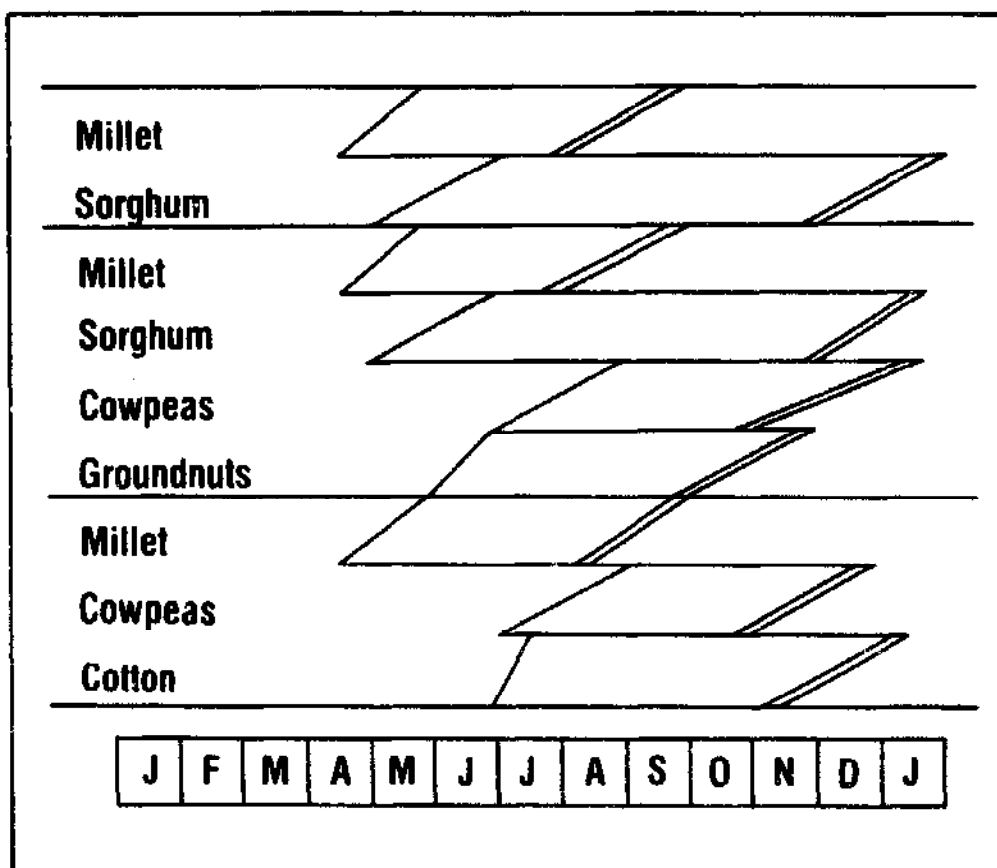 Millet
Sorghum
Millet
Sorghum
Cowpeas
Groundnuts
Millet
Cowpeas
Cotton
J F M A M J J A S O N D J